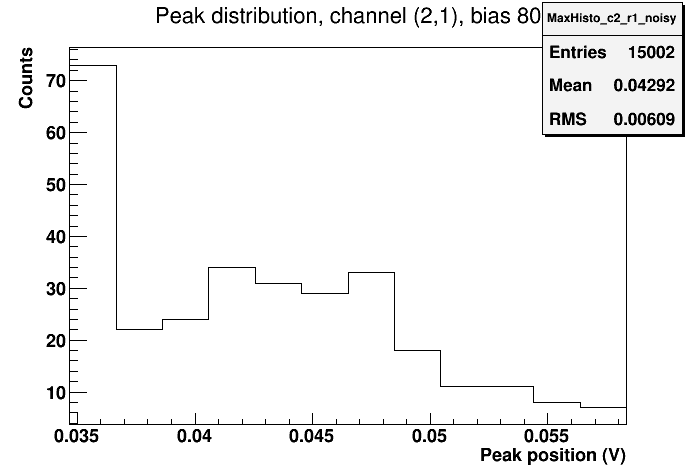 Peak distribution, channel (2,1), bias 80
MaxHisto_c2_r1_noisy
Entries 15002
Mean 0.04292
RMS 0.00609
Counts
70
60
50
40
30
20
10
0.035 0.04 0.045 0.05 0.055
Peak position (V)